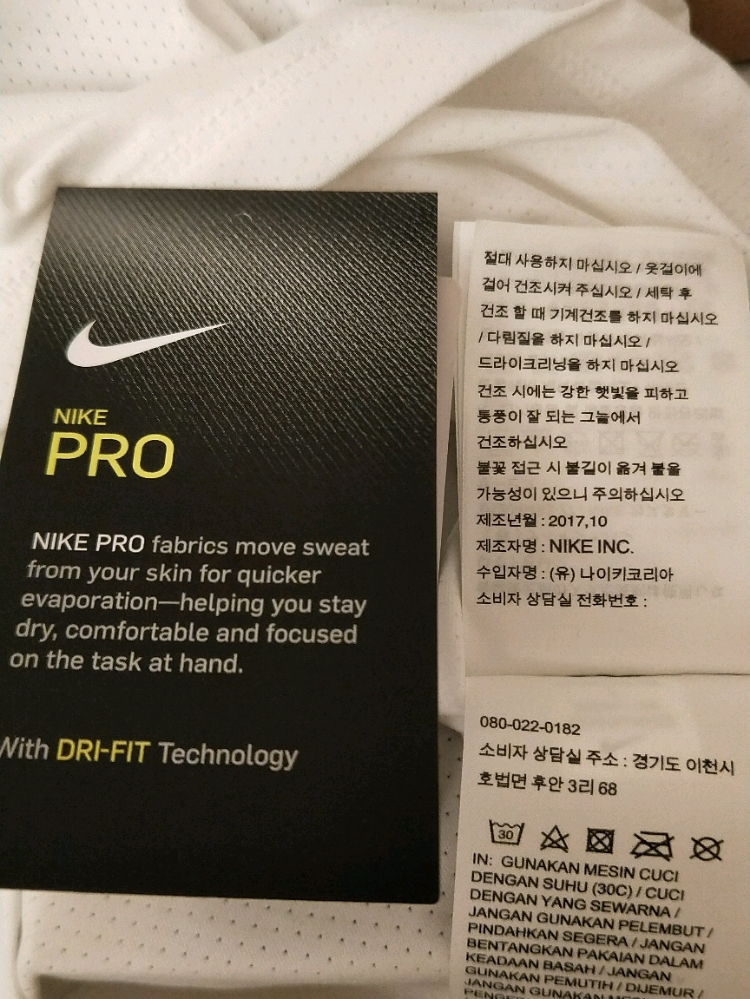 NIKE
PRO
NIKE PRO fabrics move sweat
from your skin for quicker
evaporation—helping you stay
dry, comfortable and focused
on the task at hand.
With DRI-FIT Technology
절대 사용하지 마십시오 / 옷걸이에
걸어 건조시켜 주십시오 / 세탁 후
건조 할 때 기계건조를 하지 마십시오
/ 다림질을 하지 마십시오 /
드라이크리닝을 하지 마십시오
건조 시에는 강한 햇빛을 피하고
통풍이 잘 되는 그늘에서
건조하십시오
불꽃 접근 시 불길이 옮겨 붙을
가능성이 있으니 주의하십시오
제조년월 : 2017,10
제조자명 : NIKE INC.
수입자명 : (유) 나이키코리아
소비자 상담실 전화번호 :
080-022-0182
소비자 상담실 주소 : 경기도 이천시
호법면 후안 3리 68
30
IN: GUNAKAN MESIN CUCI
DENGAN SUHU (30C) / CUCI
DENGAN YANG SEWARNA /
JANGAN GUNAKAN PELEMBUT /
PINDAHKAN SEGERA / JANGAN
BENTANGKAN PAKAIAN DALAM
KEADAAN BASAH / JANGAN
GUNAKAN PEMUTIH / DIJEMUR /
JANGAN GUNAKAN